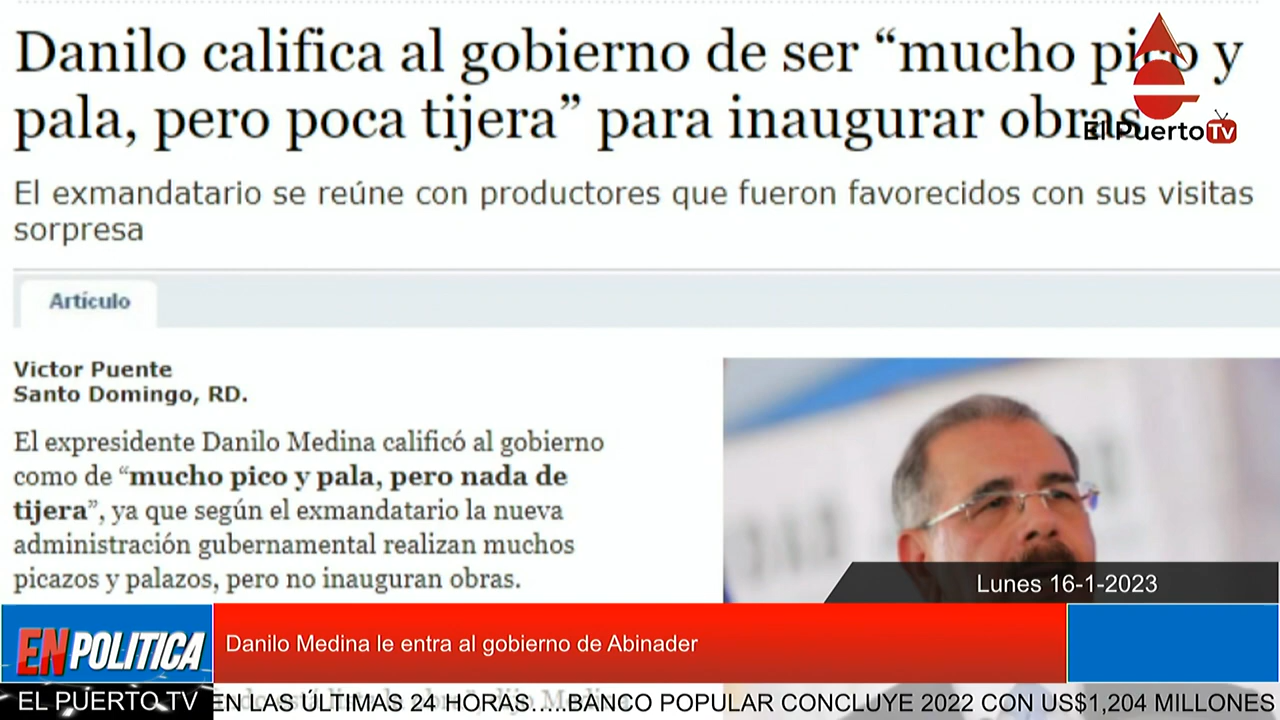 Danilo califica al gobierno de ser “mucho pico y
pala, pero poca tijera” para inaugurar obras
El Puerto Tv
El exmandatario se reúne con productores que fueron favorecidos con sus visitas
sorpresa
Artículo
Victor Puente
Santo Domingo, RD.
El expresidente Danilo Medina calificó al gobierno
como de “mucho pico y pala, pero nada de
tijera”, ya que según el exmandatario la nueva
administración gubernamental realizan muchos
picazos y palazos, pero no inauguran obras.
Lunes 16-1-2023
EN POLITICA
Danilo Medina le entra al gobierno de Abinader
EL PUERTO TV
EN LAS ÚLTIMAS 24 HORAS…..BANCO POPULAR CONCLUYE 2022 CON US$1,204 MILLONES